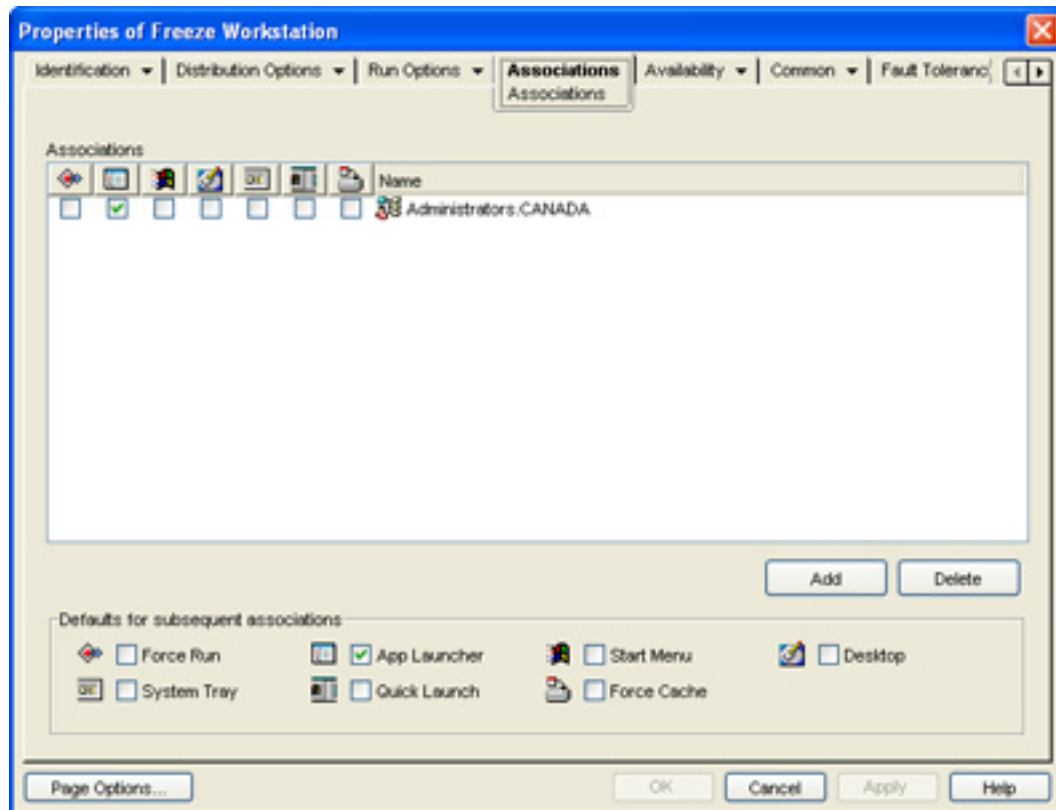 Properties of Freeze Workstation
Identification Distribution Options Run Options Associations Availability Common Fault Toleranc
Associations
Associations
Name
Administrators.CANADA
Add Delete
Defaults for subsequent associations
Force Run App Launcher Start Menu Desktop
System Tray Quick Launch Force Cache
Page Options... OK Cancel Apply Help